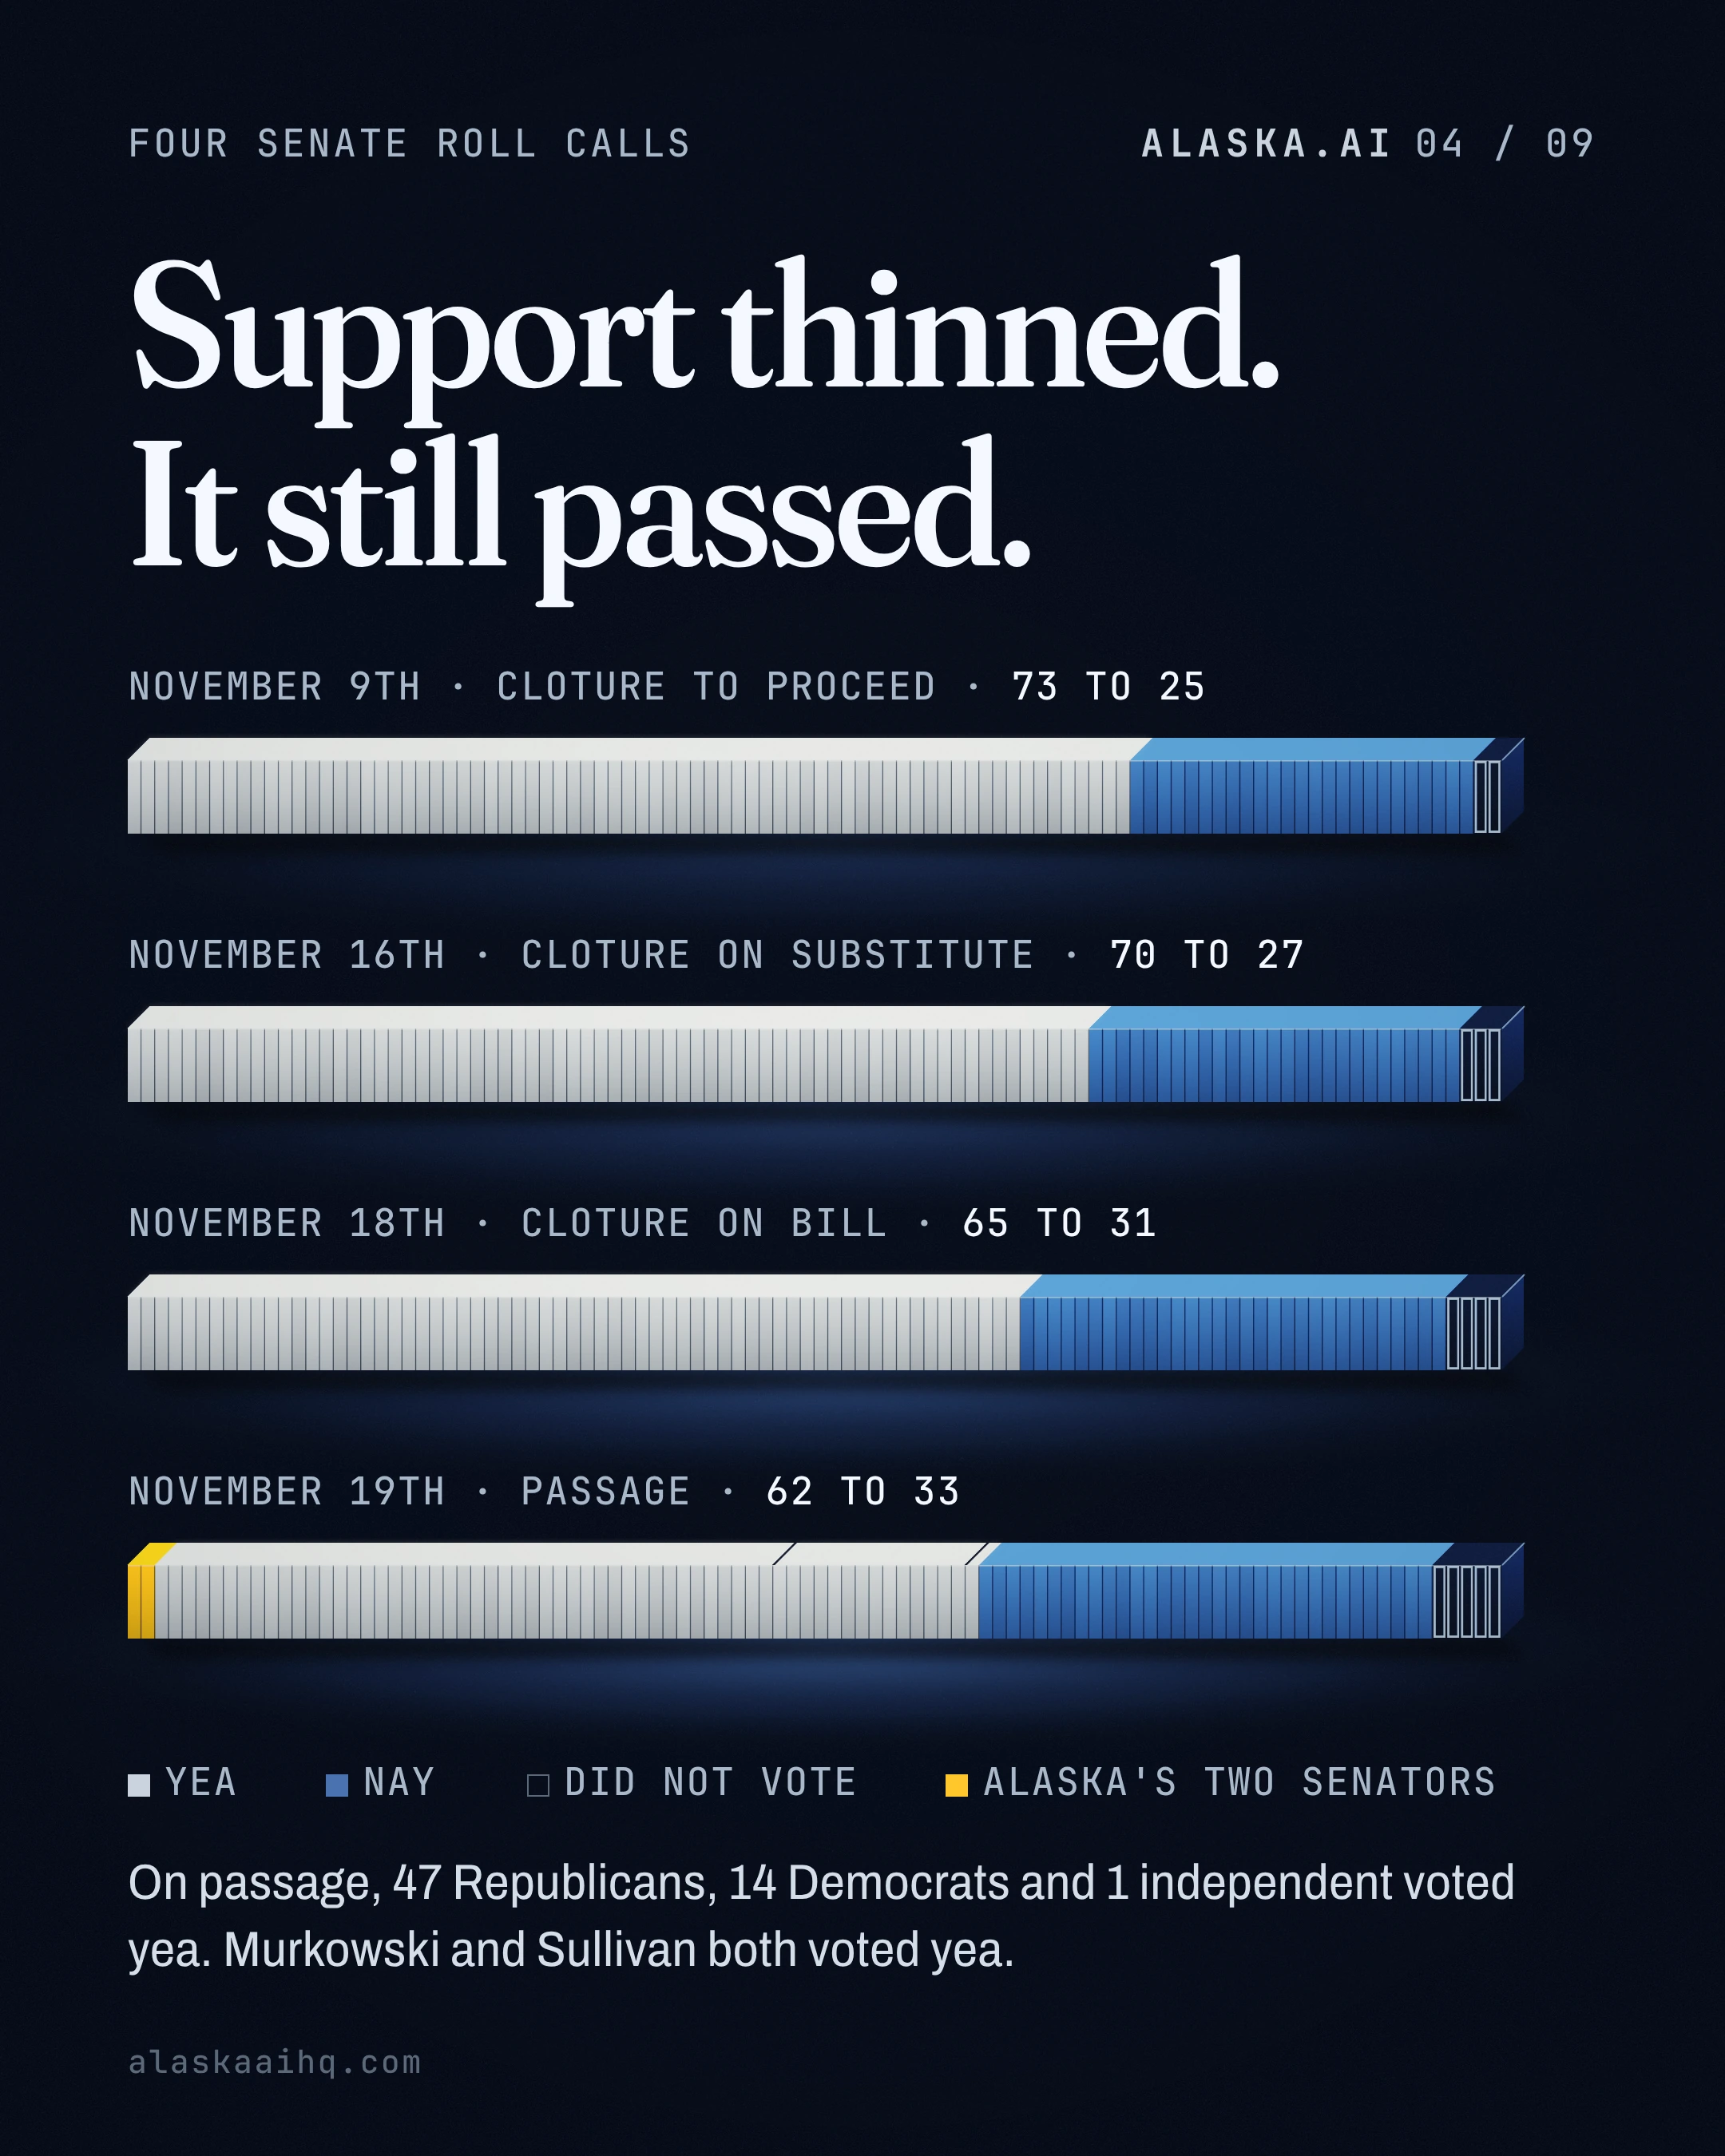 FOUR SENATE ROLL CALLS
ALASKA.AI 04 / 09
Support thinned.
It still passed.
NOVEMBER 9TH · CLOTURE TO PROCEED · 73 TO 25
NOVEMBER 16TH · CLOTURE ON SUBSTITUTE · 70 TO 27
NOVEMBER 18TH · CLOTURE ON BILL · 65 TO 31
NOVEMBER 19TH · PASSAGE · 62 TO 33
YEA NAY DID NOT VOTE ALASKA'S TWO SENATORS
On passage, 47 Republicans, 14 Democrats and 1 independent voted
yea. Murkowski and Sullivan both voted yea.
alaskaaihq.com